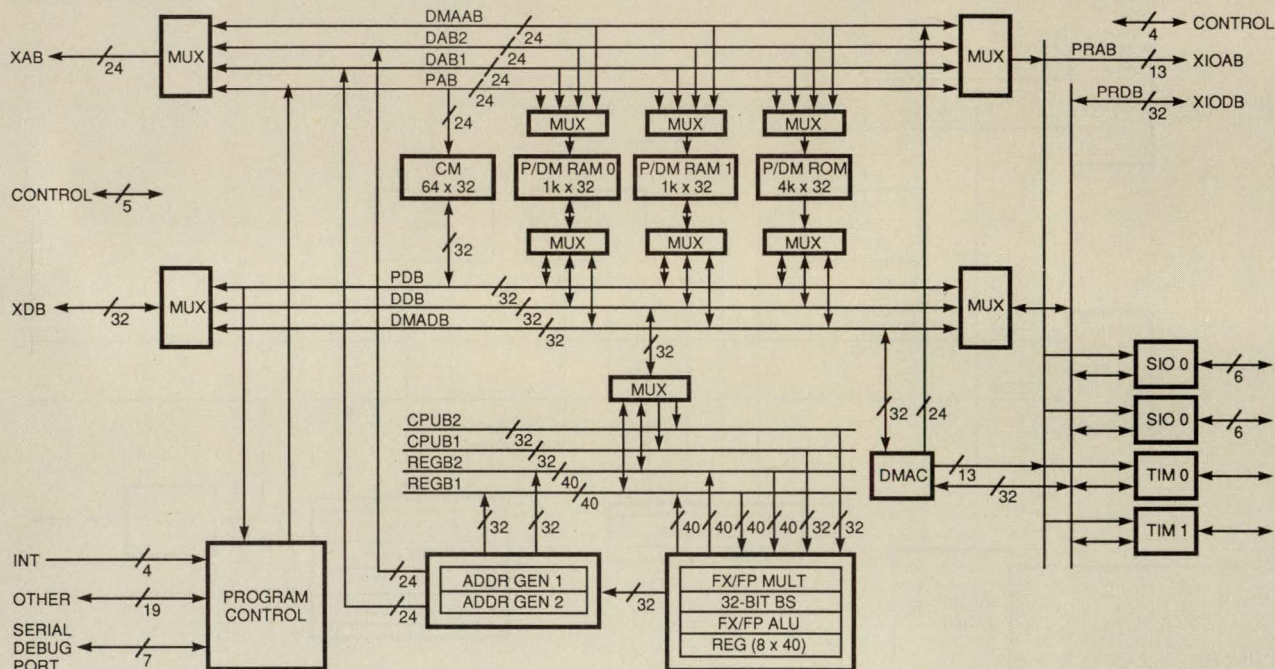 DMAAB
24
CONTROL
4
XAB
24
MUX
DAB2
24
DAB1
24
PAB
24
MUX
PRAB
13
XIOAB
PRDB
32
XIODB
24
MUX
MUX
MUX
CM
64 x 32
P/DM RAM 0
1k x 32
P/DM RAM 1
1k x 32
P/DM ROM
4k x 32
CONTROL
5
32
MUX
MUX
MUX
XDB
32
MUX
PDB
32
DDB
32
DMADB
32
MUX
32
MUX
SIO 0
6
32
24
SIO 0
6
CPUB2
32
CPUB1
32
REGB2
40
REGB1
40
DMAC
13
32
TIM 0
TIM 1
32
32
40
40
40
40
32
32
INT
4
OTHER
19
SERIAL
DEBUG
PORT
7
PROGRAM
CONTROL
24
24
ADDR GEN 1
ADDR GEN 2
32
FX/FP MULT
32-BIT BS
FX/FP ALU
REG (8 x 40)